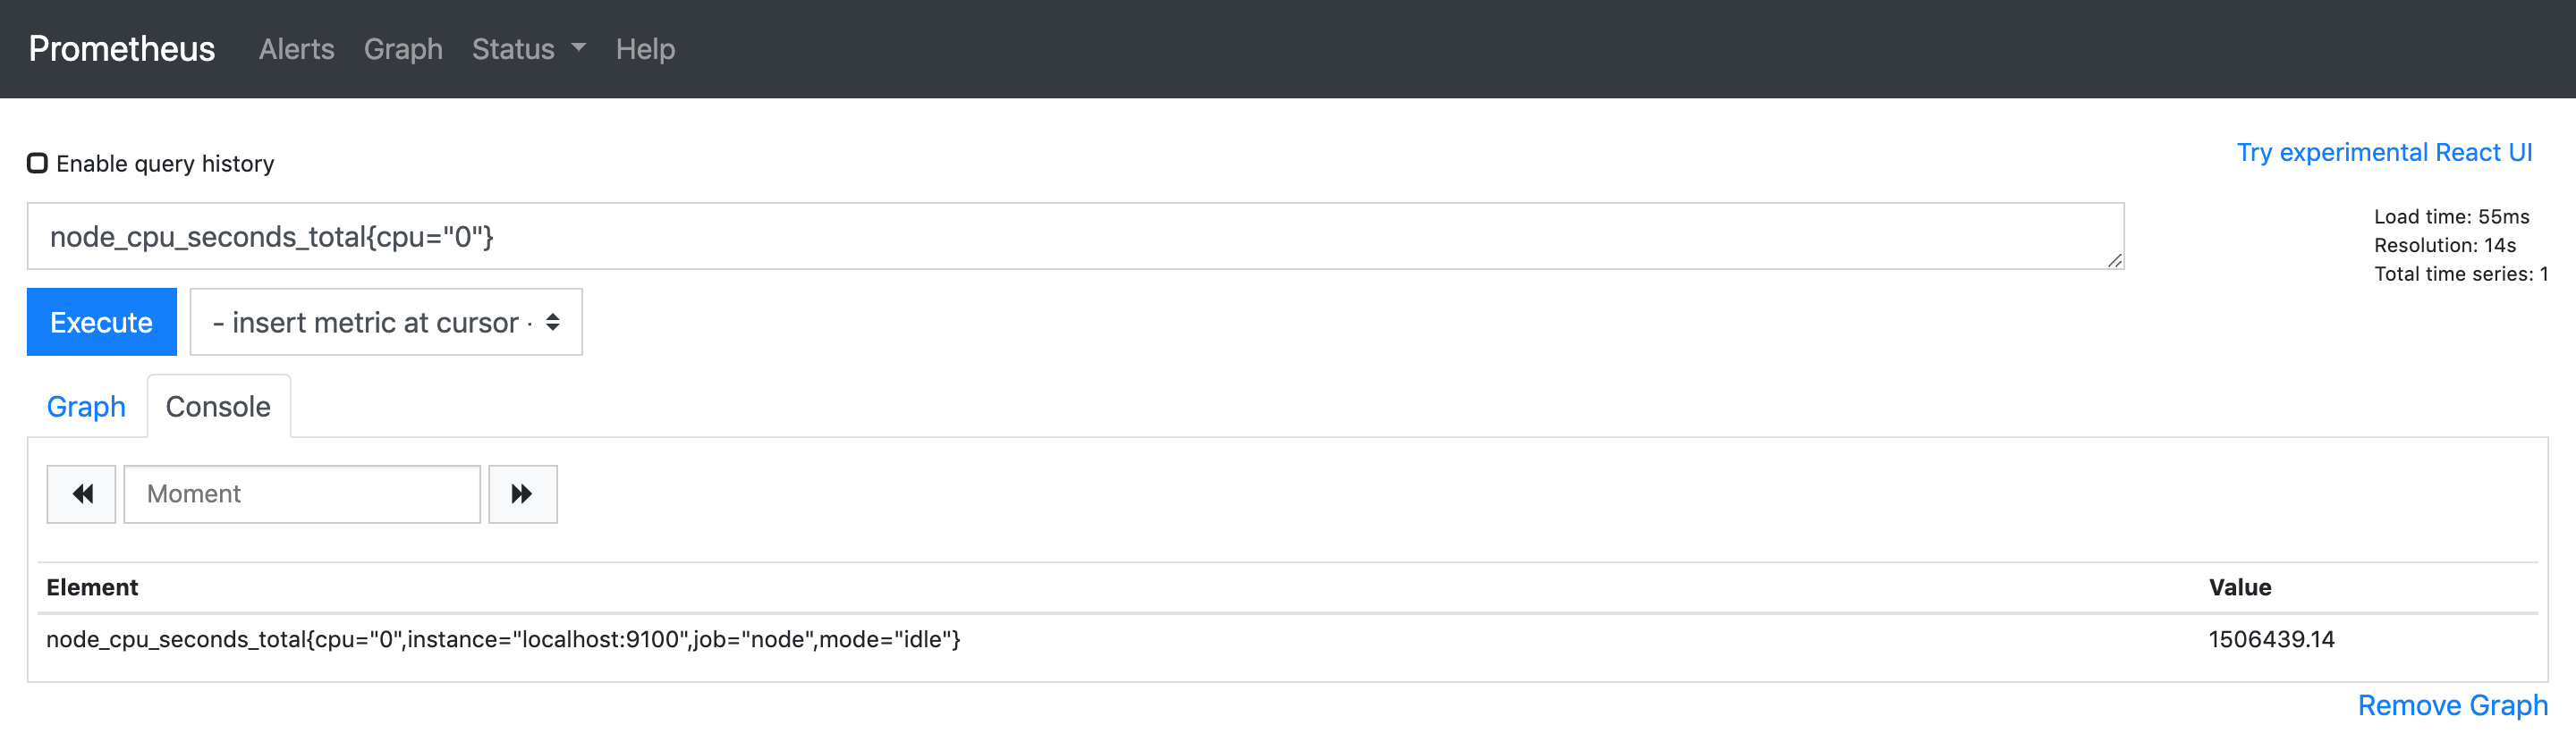 Prometheus Alerts Graph Status Help
Enable query history
Try experimental React UI
node_cpu_seconds_total{cpu="0"}
Load time: 55ms
Resolution: 14s
Total time series: 1
Execute
- insert metric at cursor -
Graph Console
Moment
Element Value
node_cpu_seconds_total{cpu="0",instance="localhost:9100",job="node",mode="idle"} 1506439.14
Remove Graph